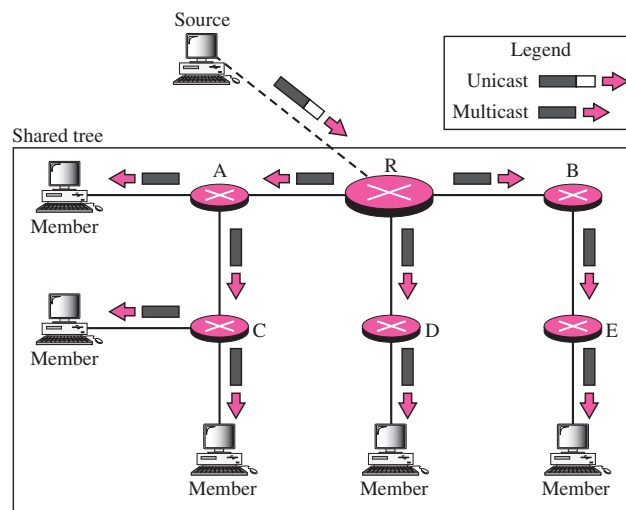 Source
Legend
Unicast
Multicast
Shared tree
A
R
B
Member
Member
C
D
E
Member
Member
Member